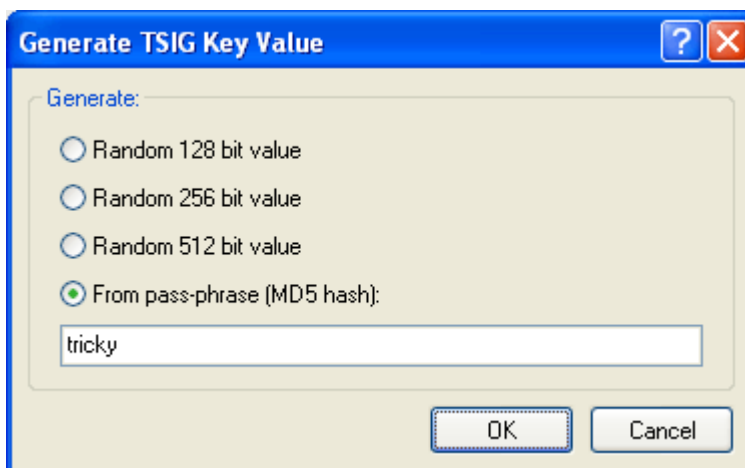 Generate TSIG Key Value
Generate:
Random 128 bit value
Random 256 bit value
Random 512 bit value
From pass-phrase (MD5 hash):
tricky
OK Cancel